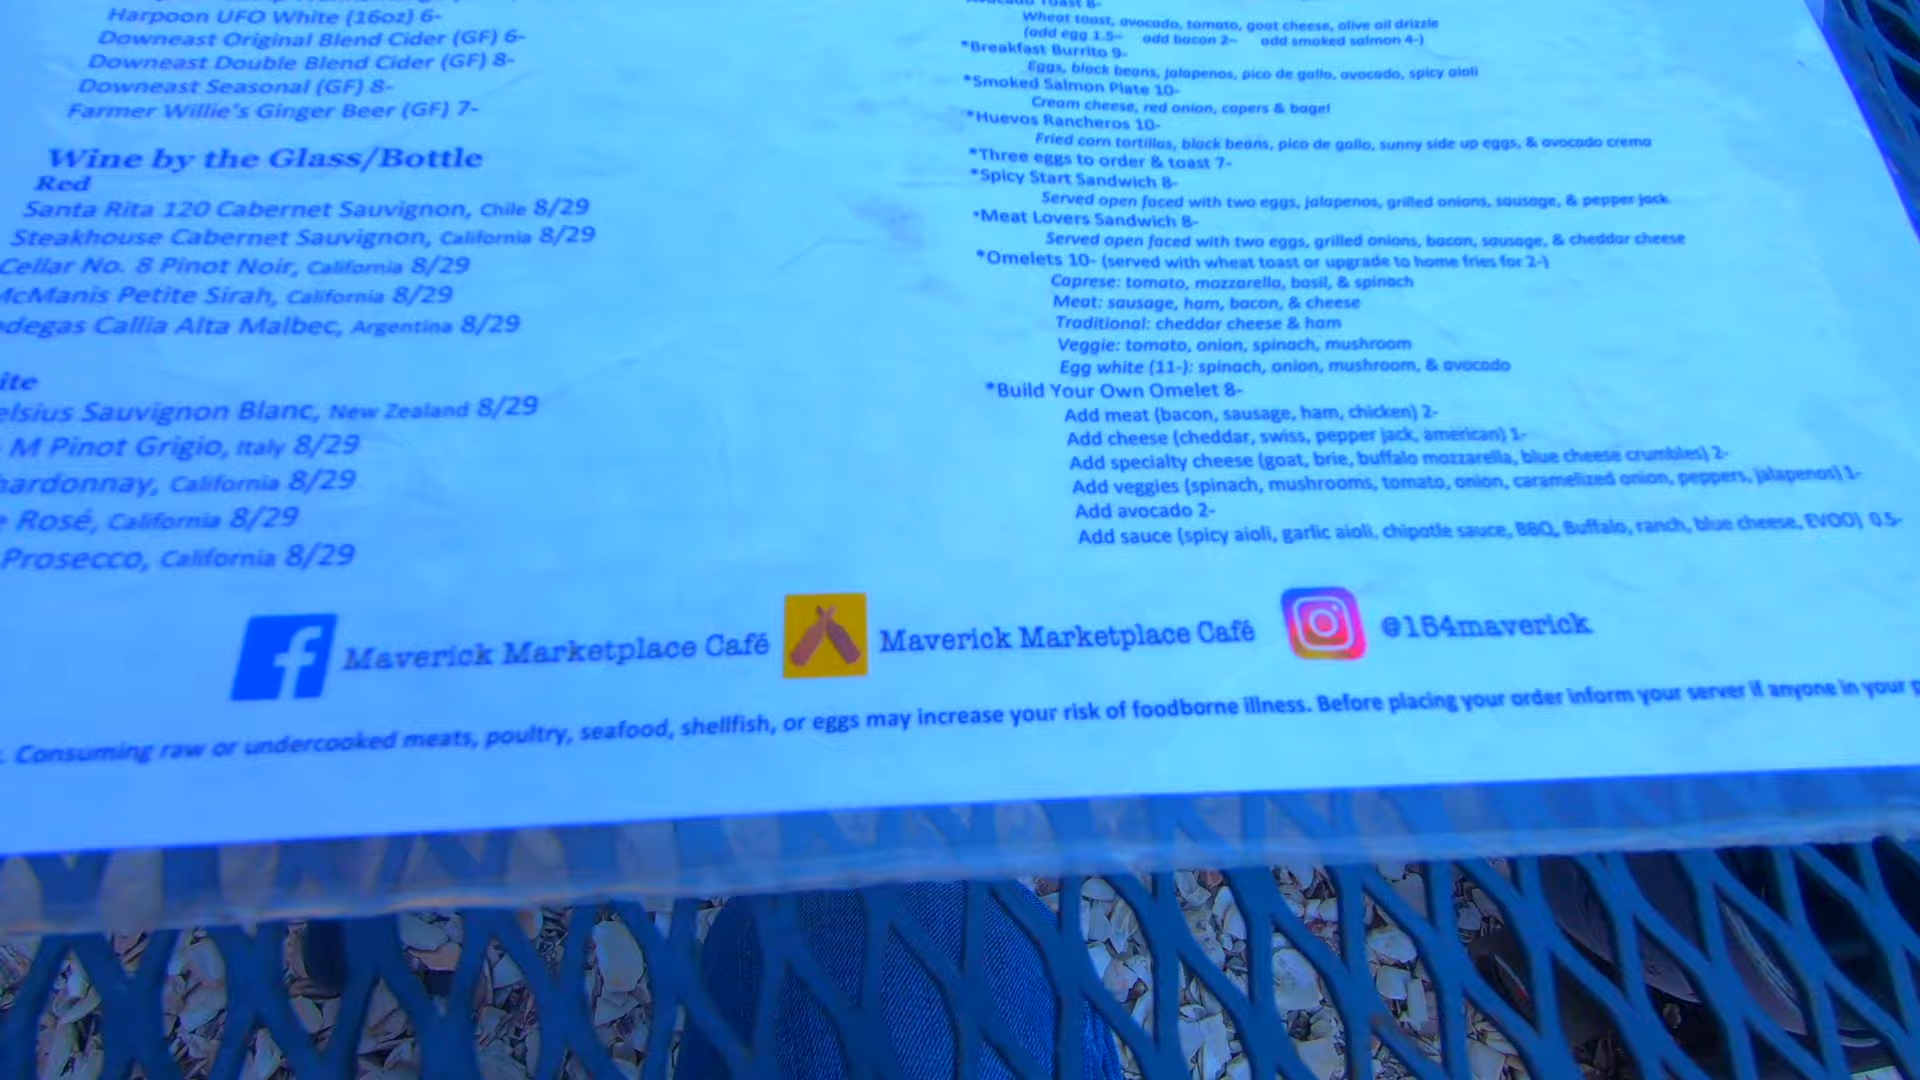 Harpoon UFO White (16oz) 6-
Downeast Original Blend Cider (GF) 6-
Downeast Double Blend Cider (GF) 8-
Downeast Seasonal (GF) 8-
Farmer Willie's Ginger Beer (GF) 7-
Wine by the Glass/Bottle
Red
Santa Rita 120 Cabernet Sauvignon, Chile 8/29
Steakhouse Cabernet Sauvignon, California 8/29
Cellar No. 8 Pinot Noir, California 8/29
McManis Petite Sirah, California 8/29
Callia Alta Malbec, Argentina 8/29
Sauvignon Blanc, New Zealand 8/29
M Pinot Grigio, Italy 8/29
California 8/29
Rosé, California 8/29
Prosecco, California 8/29
Toast 8-
Wheat toast, avocado, tomato, goat cheese, olive oil drizzle
(add egg 1.5- add bacon 2- add smoked salmon 4-)
*Breakfast Burrito 9-
Eggs, black beans, jalapenos, pico de gallo, avocado, spicy aioli
*Smoked Salmon Plate 10-
Cream cheese, red onion, capers & bagel
*Huevos Rancheros 10-
Fried corn tortillas, black beans, pico de gallo, sunny side up eggs, & avocado crema
*Three eggs to order & toast 7-
*Spicy Start Sandwich 8-
Served open faced with two eggs, jalapenos, grilled onions, sausage, & pepper jack
*Meat Lovers Sandwich 8-
Served open faced with two eggs, grilled onions, bacon, sausage, & cheddar cheese
*Omelets 10- (served with wheat toast or upgrade to home fries for 2-)
Caprese: tomato, mozzarella, basil, & spinach
Meat: sausage, ham, bacon, & cheese
Traditional: cheddar cheese & ham
Veggie: tomato, onion, spinach, mushroom
Egg white (11-): spinach, onion, mushroom, & avocado
*Build Your Own Omelet 8-
Add meat (bacon, sausage, ham, chicken) 2-
Add cheese (cheddar, swiss, pepper jack, american) 1-
Add specialty cheese (goat, brie, buffalo mozzarella, blue cheese crumbles) 2-
Add veggies (spinach, mushrooms, tomato, onion, caramelized onion, peppers, jalapenos) 1-
Add avocado 2-
Add sauce (spicy aioli, garlic aioli, chipotle sauce, BBQ, Buffalo, ranch, blue cheese, EVOO) 0.5-
Maverick Marketplace Café Maverick Marketplace Café @154maverick
. Consuming raw or undercooked meats, poultry, seafood, shellfish, or eggs may increase your risk of foodborne illness. Before placing your order inform your server if anyone in your